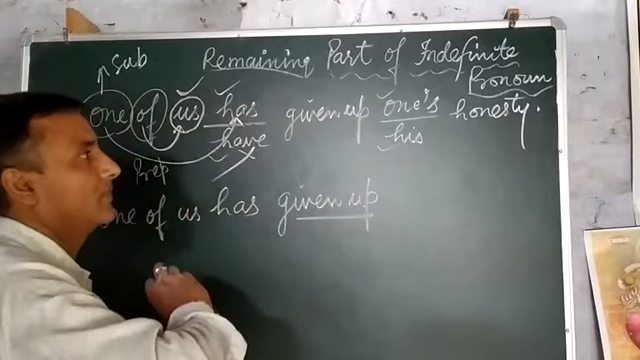 Sub Remaining Part of Indefinite
Pronoun
one of us has given up one's honesty.
have his
Prep
one of us has given up